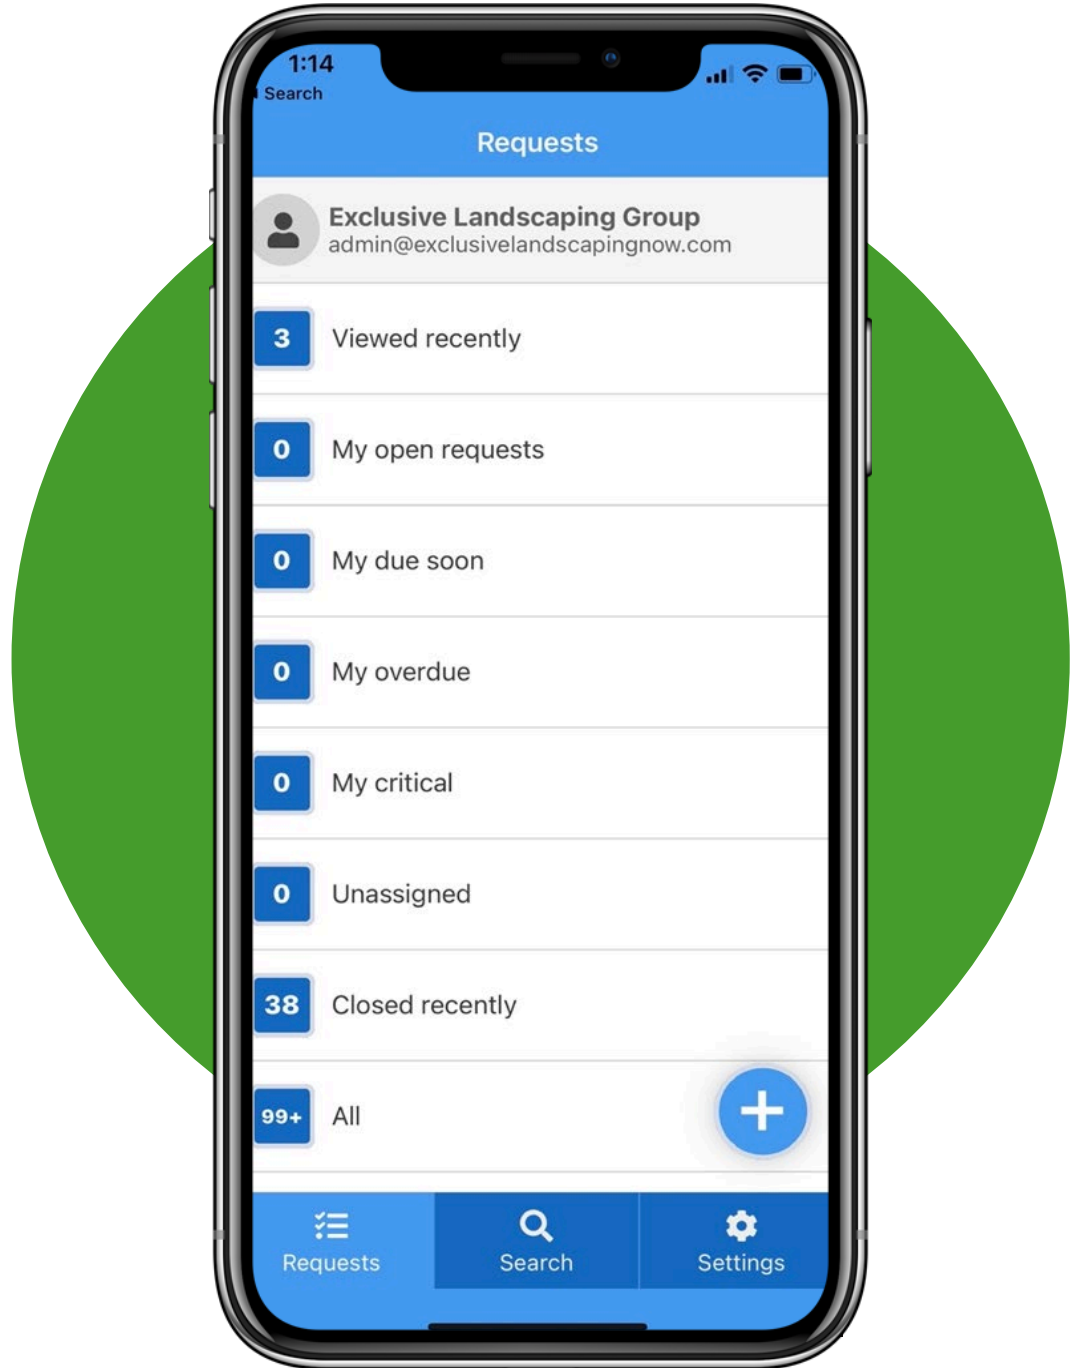 1:14
Search
Requests
Exclusive Landscaping Group
admin@exclusivelandscapingnow.com
3 Viewed recently
0 My open requests
0 My due soon
0 My overdue
0 My critical
0 Unassigned
38 Closed recently
99+ All
Requests Search Settings